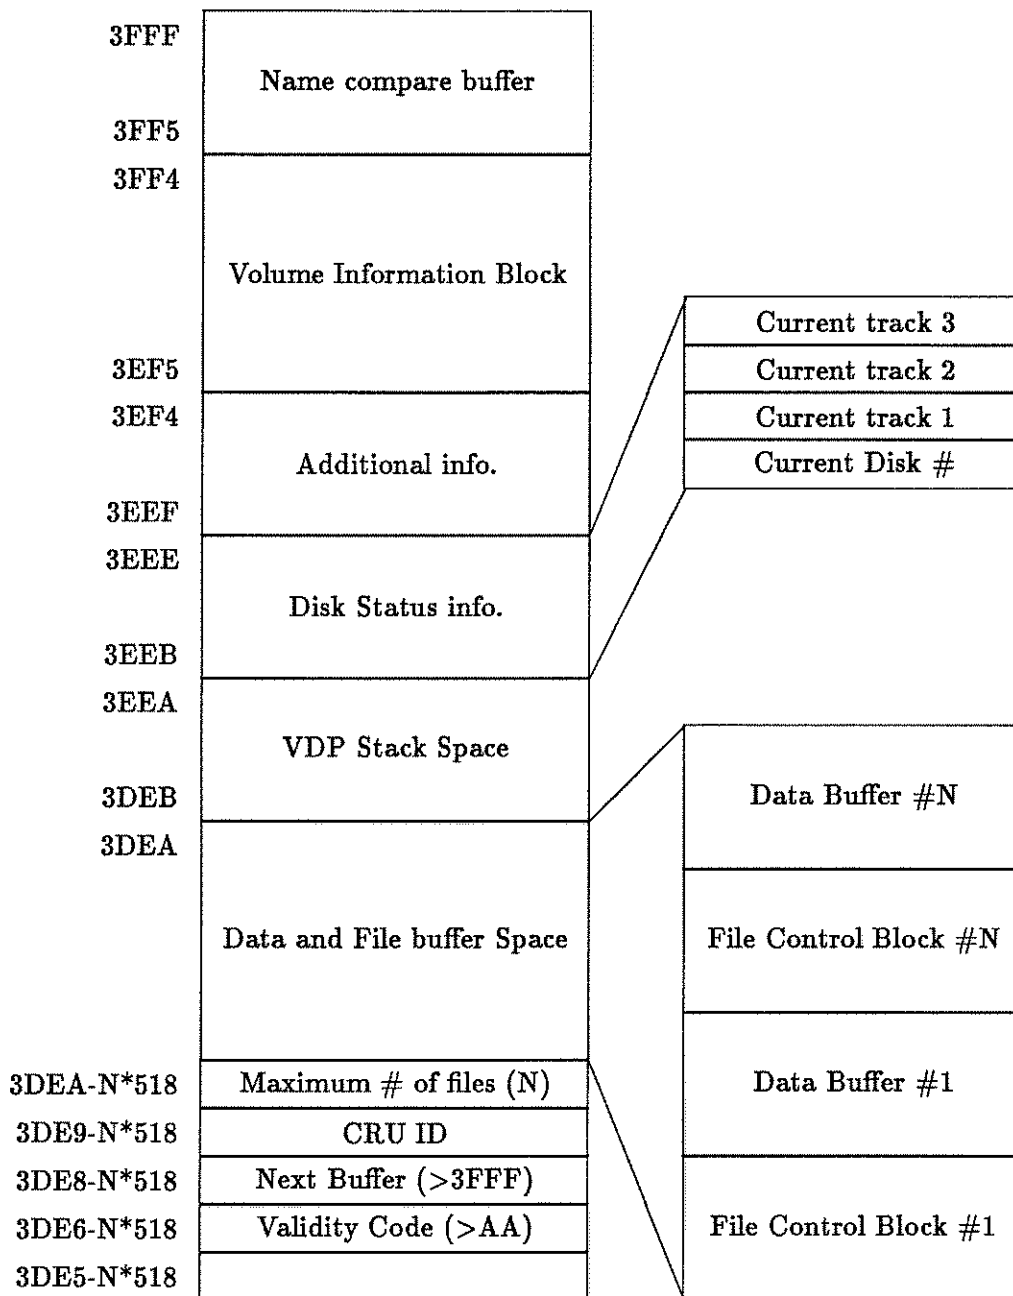 3FFF
Name compare buffer
3FF5
3FF4
Volume Information Block
3EF5
3EF4
Additional info.
3EEF
3EEE
Disk Status info.
3EEB
3EEA
VDP Stack Space
3DEB
3DEA
Data and File buffer Space
3DEA-N*518
Maximum # of files (N)
3DE9-N*518
CRU ID
3DE8-N*518
Next Buffer (>3FFF)
3DE6-N*518
Validity Code (>AA)
3DE5-N*518
Current track 3
Current track 2
Current track 1
Current Disk #
Data Buffer #N
File Control Block #N
Data Buffer #1
File Control Block #1